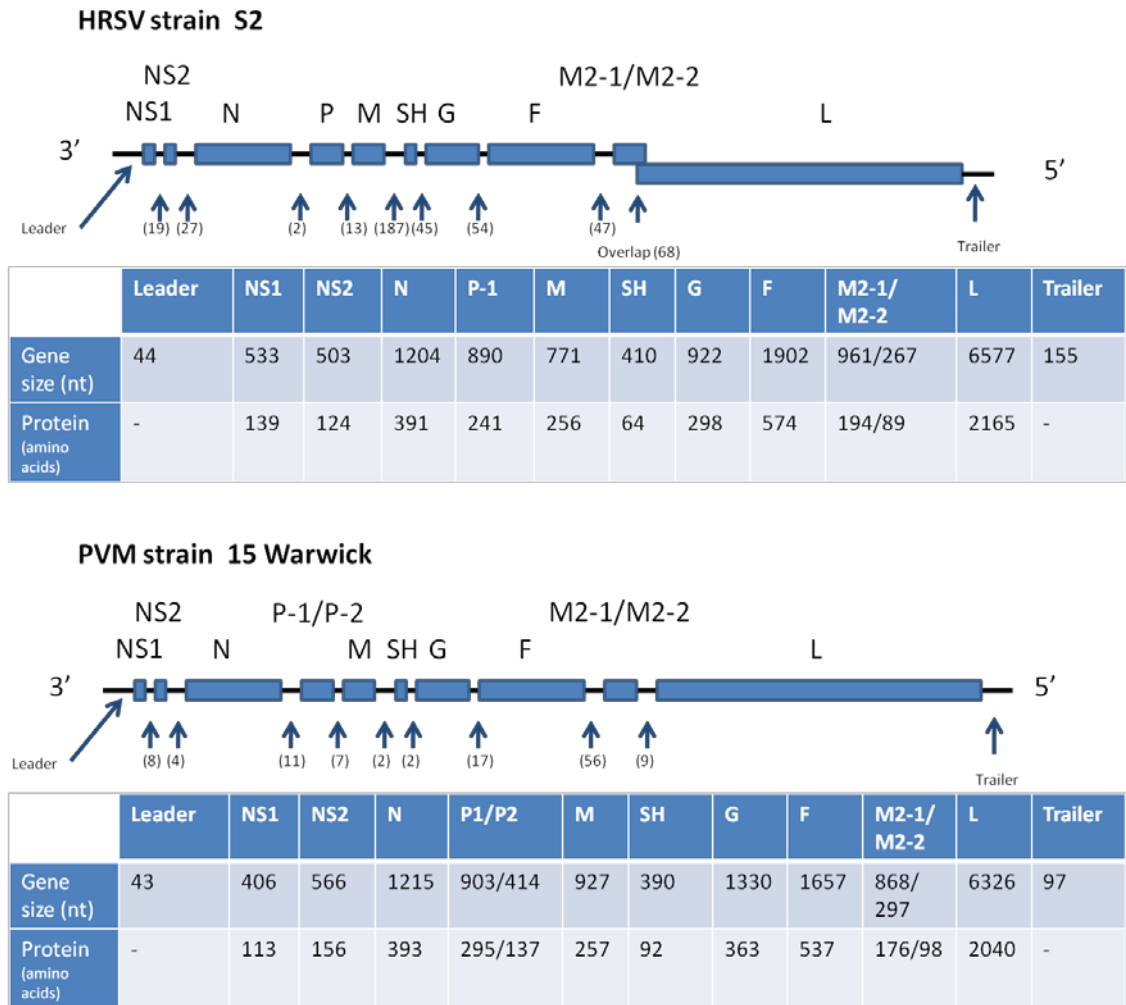 HRSV strain S2
NS2 M2-1/M2-2
NS1 N P M SH G F L
3’ 5’
Leader (19) (27) (2) (13) (187) (45) (54) (47) Trailer
Overlap (68)
Leader NS1 NS2 N P-1 M SH G F M2-1/ L Trailer
M2-2
Gene 44 533 503 1204 890 771 410 922 1902 961/267 6577 155
size (nt)
Protein - 139 124 391 241 256 64 298 574 194/89 2165 -
(amino
acids)
PVM strain 15 Warwick
NS2 P-1/P-2 M2-1/M2-2
NS1 N M SH G F L
3’ 5’
Leader (8) (4) (11) (7) (2) (2) (17) (56) (9)
Trailer
Leader NS1 NS2 N P1/P2 M SH G F M2-1/ L Trailer
M2-2
Gene 43 406 566 1215 903/414 927 390 1330 1657 868/ 6326 97
size (nt) 297
Protein - 113 156 393 295/137 257 92 363 537 176/98 2040 -
(amino
acids)